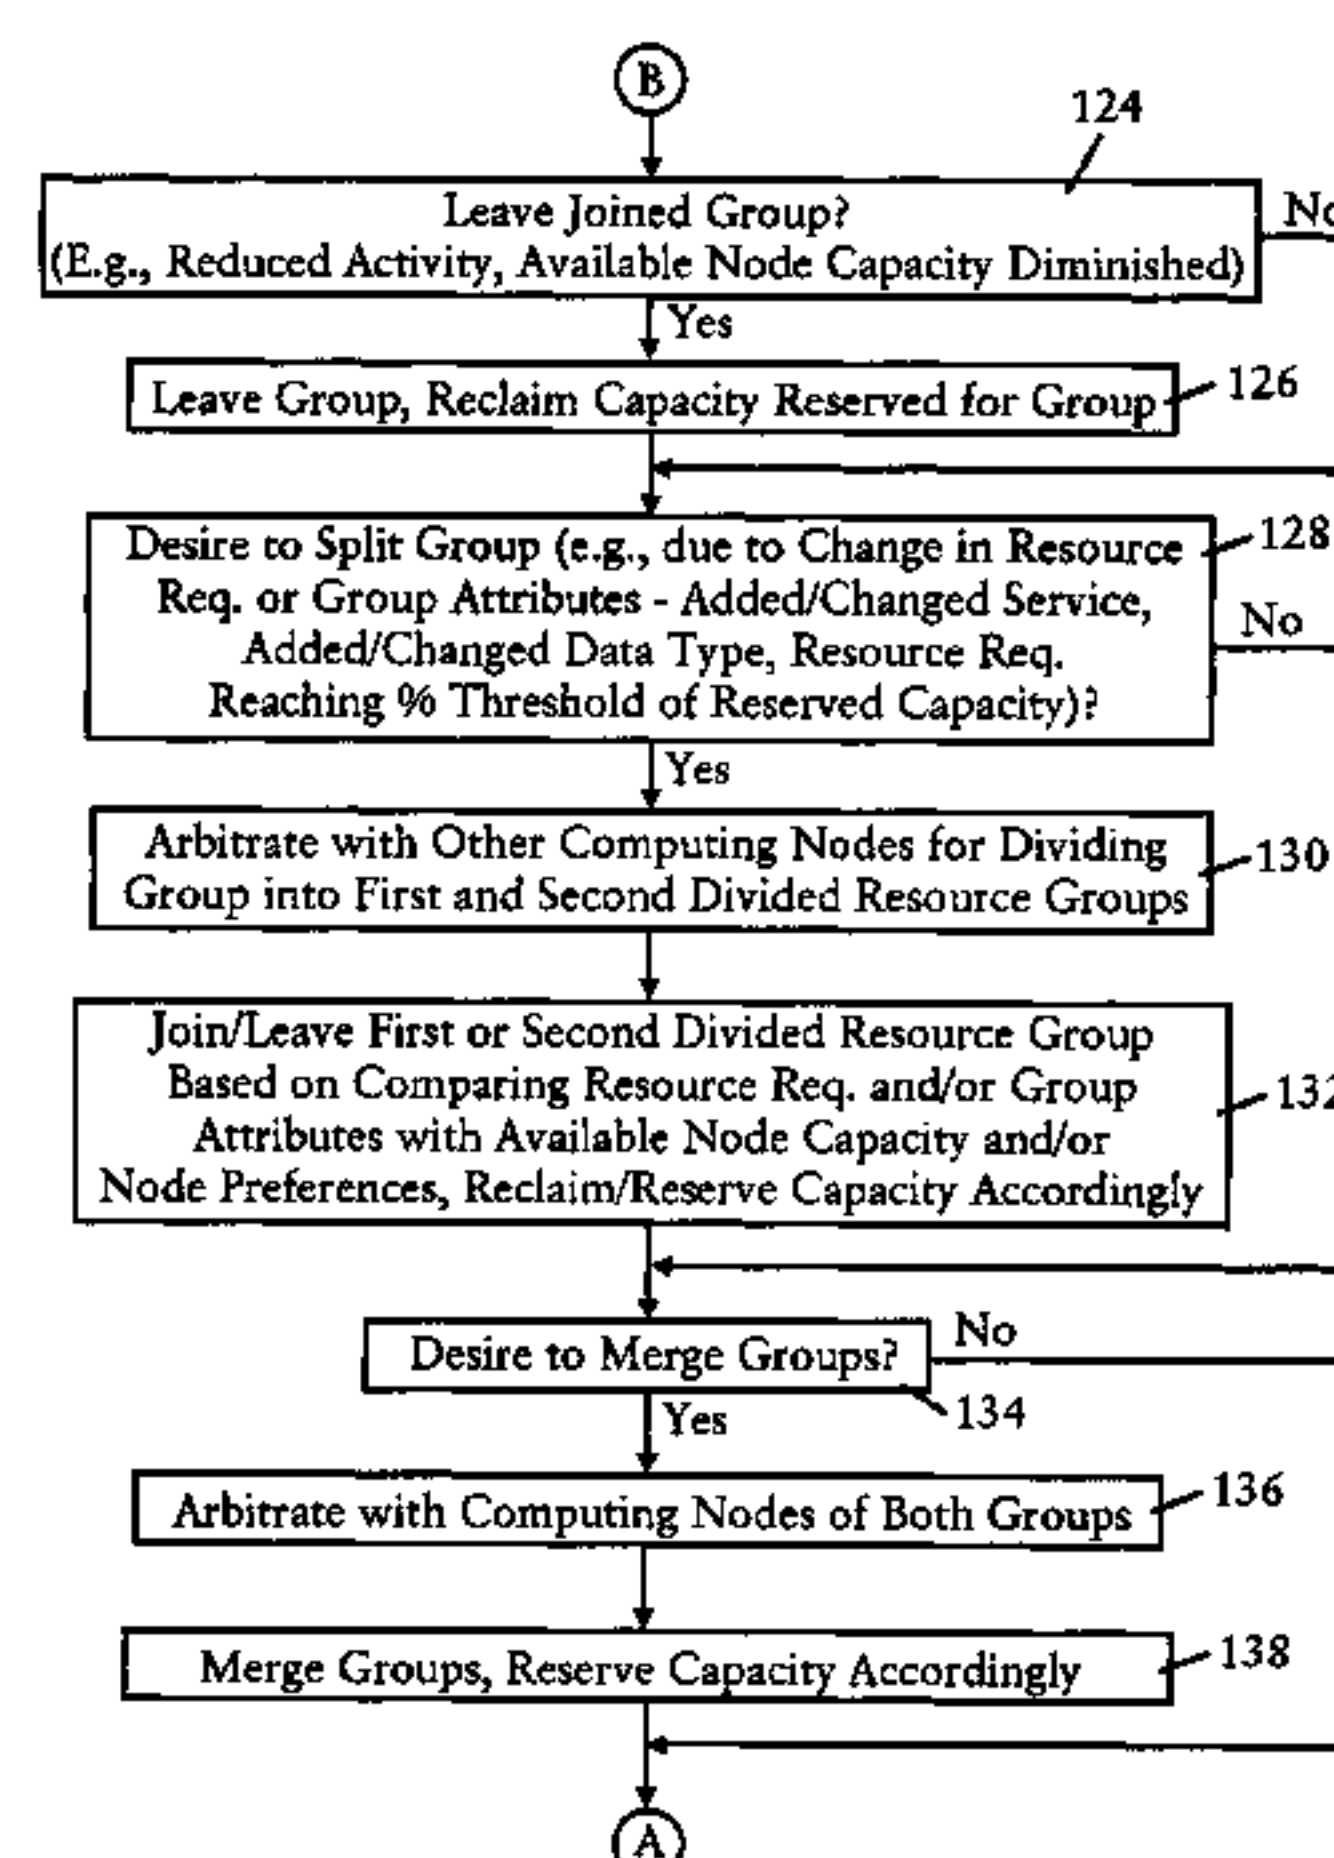 B
124
Leave Joined Group?
(E.g., Reduced Activity, Available Node Capacity Diminished)
No
Yes
Leave Group, Reclaim Capacity Reserved for Group
126
Desire to Split Group (e.g., due to Change in Resource
Req. or Group Attributes - Added/Changed Service,
Added/Changed Data Type, Resource Req.
Reaching % Threshold of Reserved Capacity)?
128
No
Yes
Arbitrate with Other Computing Nodes for Dividing
Group into First and Second Divided Resource Groups
130
Join/Leave First or Second Divided Resource Group
Based on Comparing Resource Req. and/or Group
Attributes with Available Node Capacity and/or
Node Preferences, Reclaim/Reserve Capacity Accordingly
132
Desire to Merge Groups?
No
134
Yes
Arbitrate with Computing Nodes of Both Groups
136
Merge Groups, Reserve Capacity Accordingly
138
A